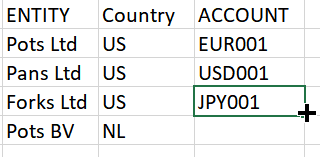 ENTITY Country ACCOUNT
Pots Ltd US EUR001
Pans Ltd US USD001
Forks Ltd US JPY001
Pots BV NL